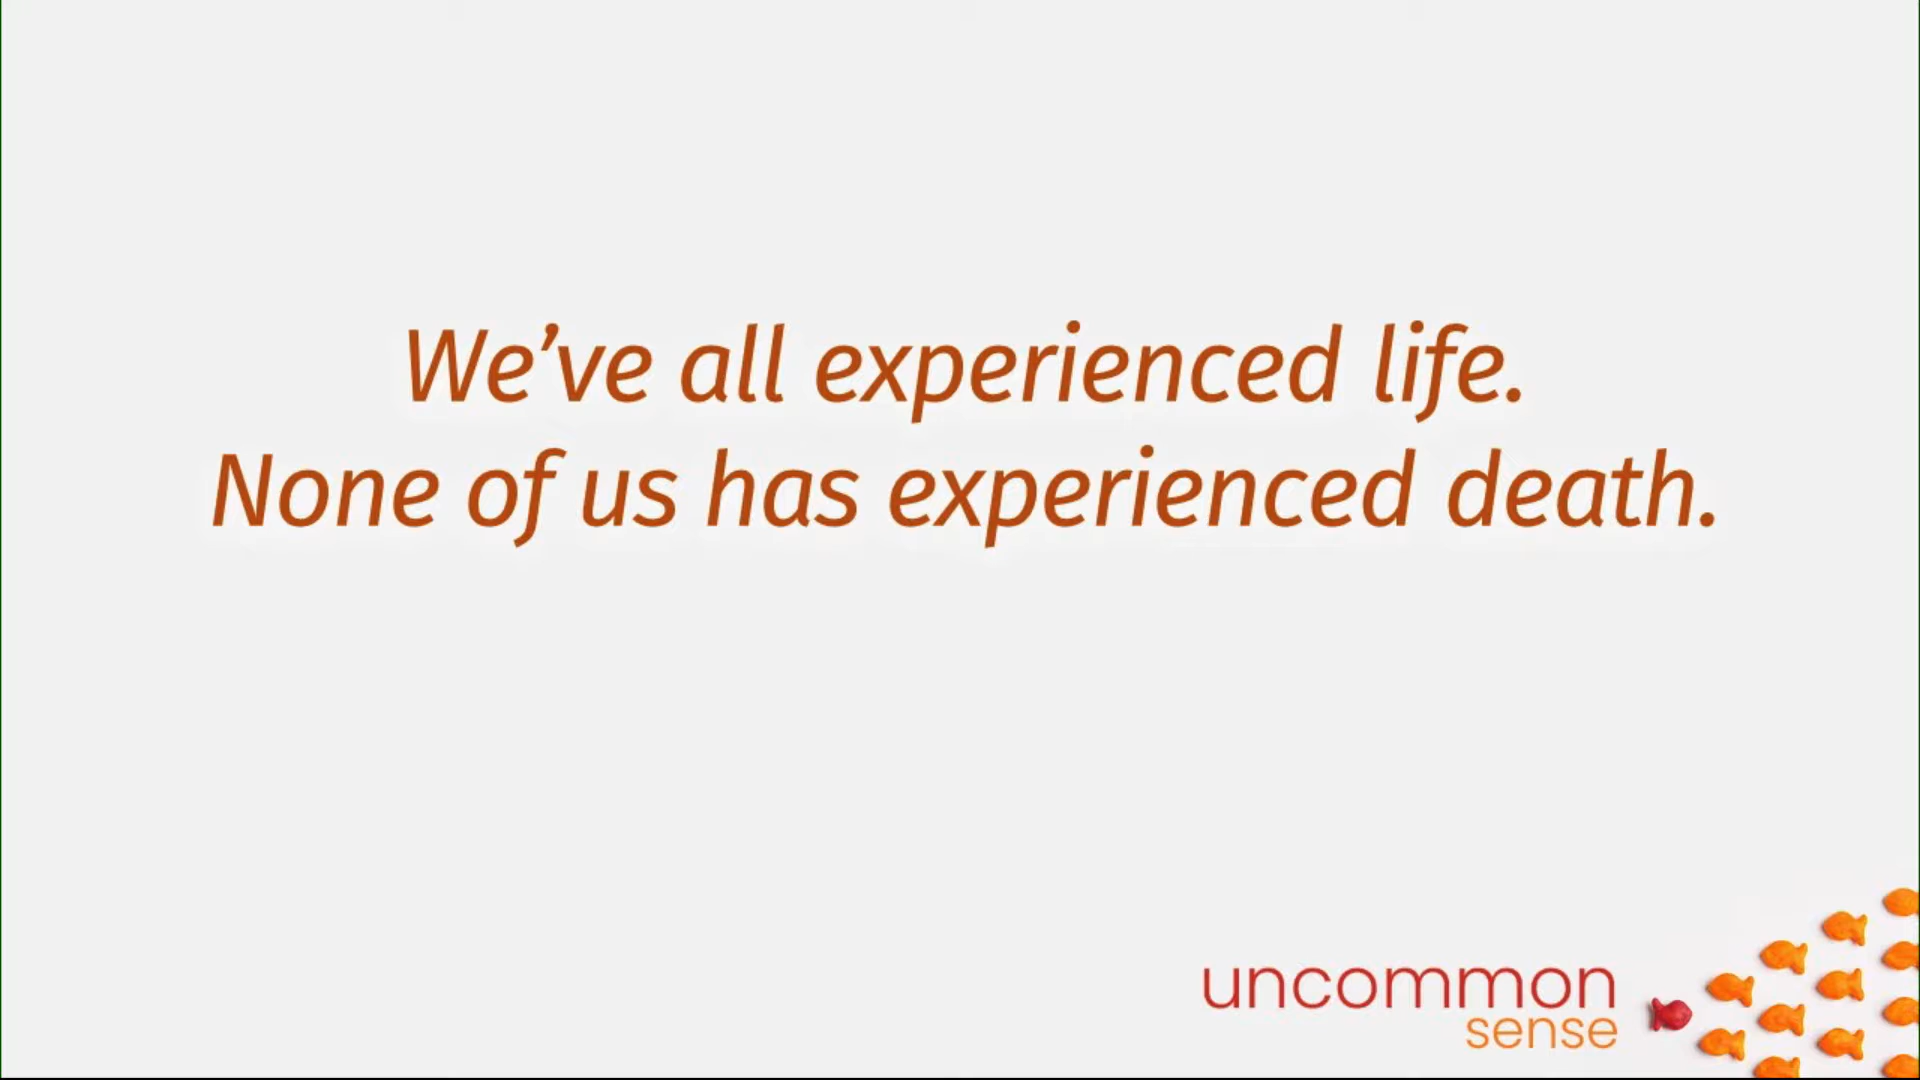 We’ve all experienced life.
None of us has experienced death.
uncommon
sense